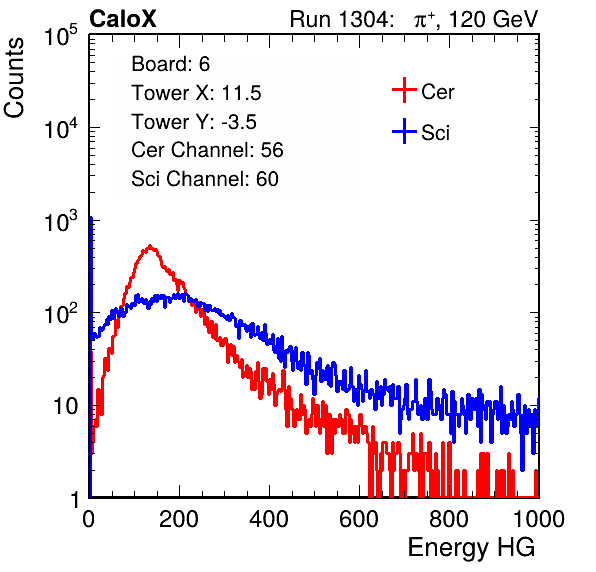 CaloX Run 1304: π⁺, 120 GeV
Counts
10⁵
10⁴
10³
10²
10
1
Board: 6
Tower X: 11.5
Tower Y: -3.5
Cer Channel: 56
Sci Channel: 60
Cer
Sci
0 200 400 600 800 1000
Energy HG